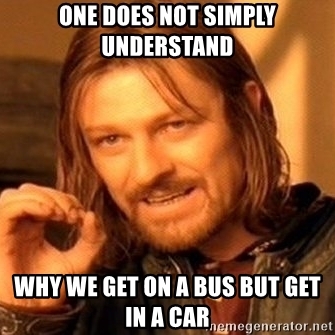 ONE DOES NOT SIMPLY
UNDERSTAND
WHY WE GET ON A BUS BUT GET
IN A CAR
memegenerator.net